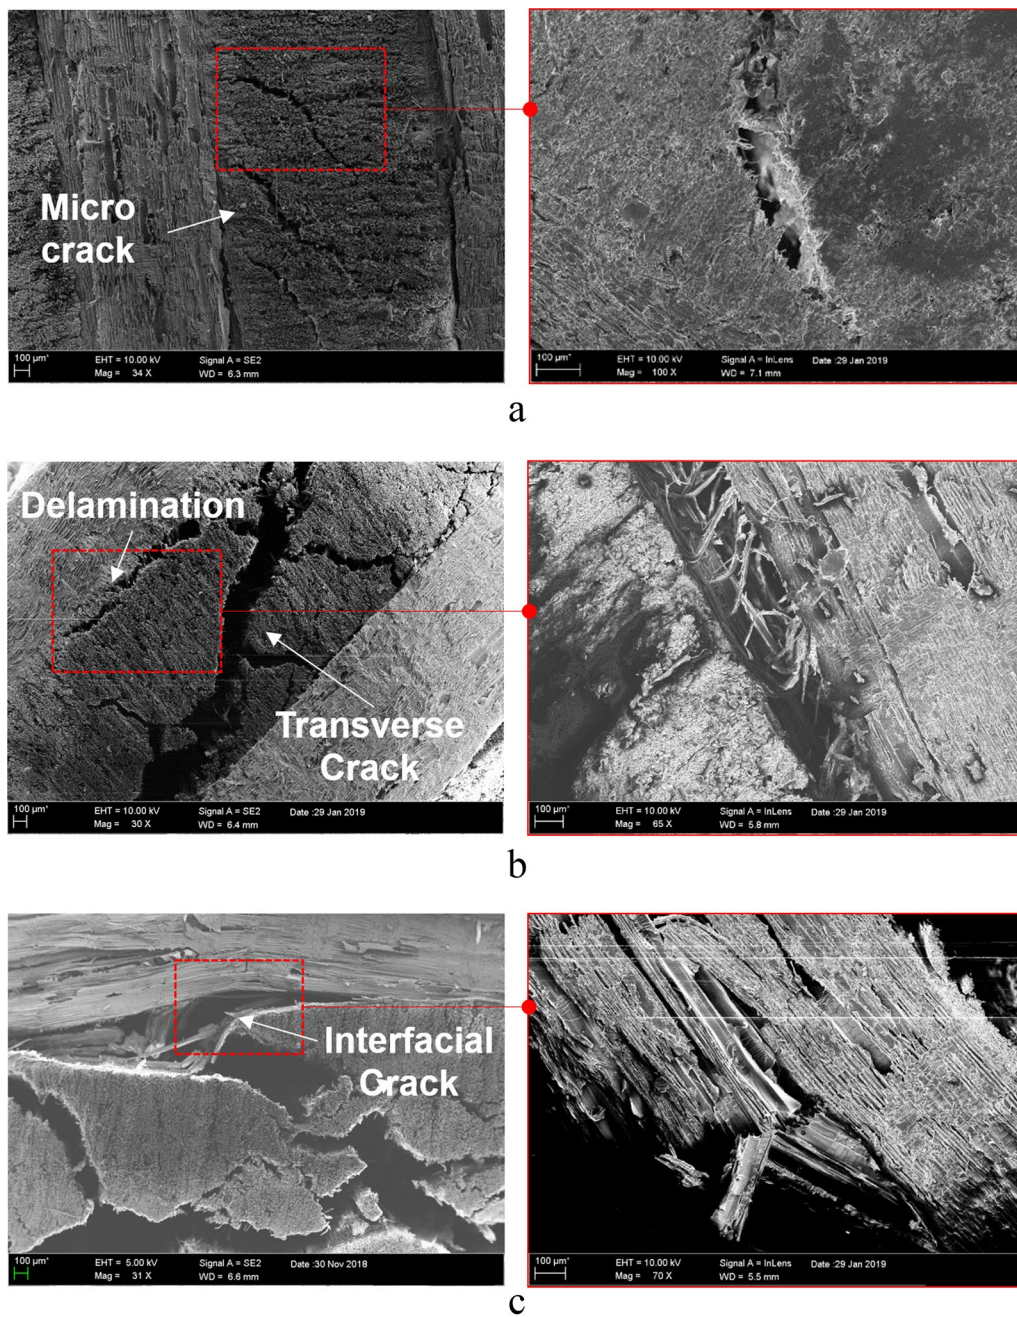 Micro
crack
100 µm*
EHT = 10.00 kV
Signal A = SE2
Mag = 34 X
WD = 6.3 mm
100 µm*
EHT = 10.00 kV
Signal A = InLens
Date :29 Jan 2019
Mag = 100 X
WD = 7.1 mm
a
Delamination
Transverse
Crack
100 µm*
EHT = 10.00 kV
Signal A = SE2
Date :29 Jan 2019
Mag = 30 X
WD = 6.4 mm
100 µm*
EHT = 10.00 kV
Signal A = InLens
Date :29 Jan 2019
Mag = 65 X
WD = 5.8 mm
b
Interfacial
Crack
100 µm*
EHT = 5.00 kV
Signal A = SE2
Date :30 Nov 2018
Mag = 31 X
WD = 6.6 mm
100 µm*
EHT = 10.00 kV
Signal A = InLens
Date :29 Jan 2019
Mag = 70 X
WD = 5.5 mm
c